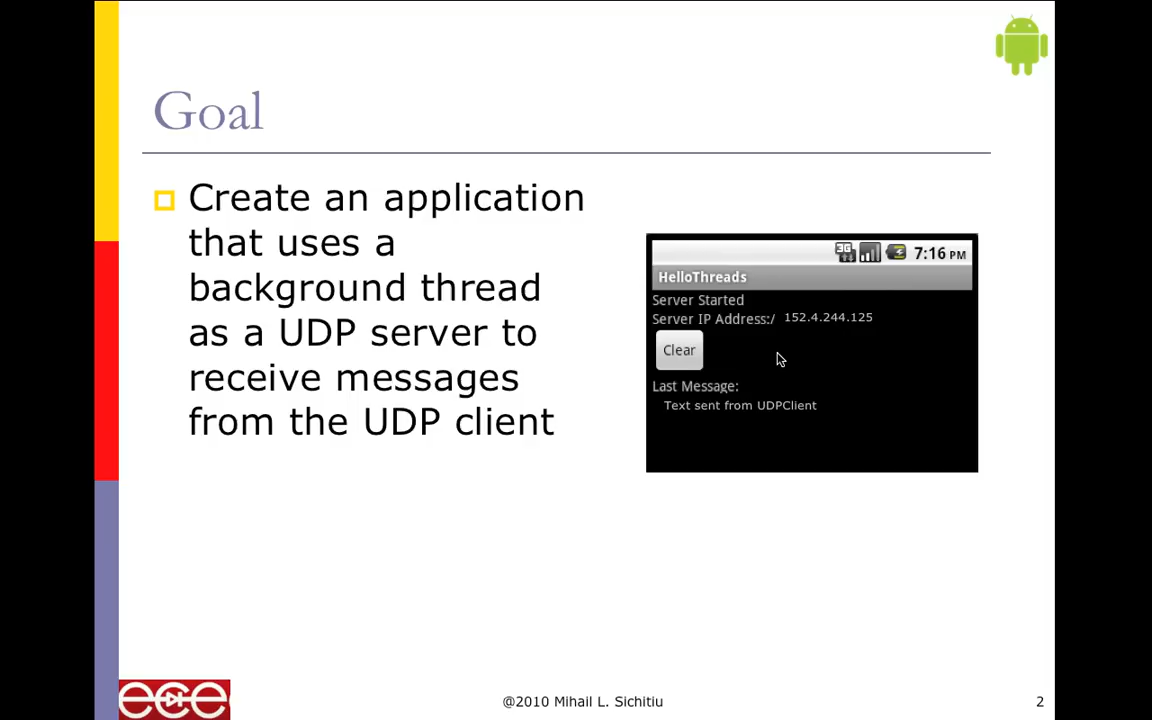 Goal
Create an application
that uses a
background thread
as a UDP server to
receive messages
from the UDP client
3G 7:16 PM
HelloThreads
Server Started
Server IP Address:/ 152.4.244.125
Clear
Last Message:
Text sent from UDPClient
ece
@2010 Mihail L. Sichitiu
2